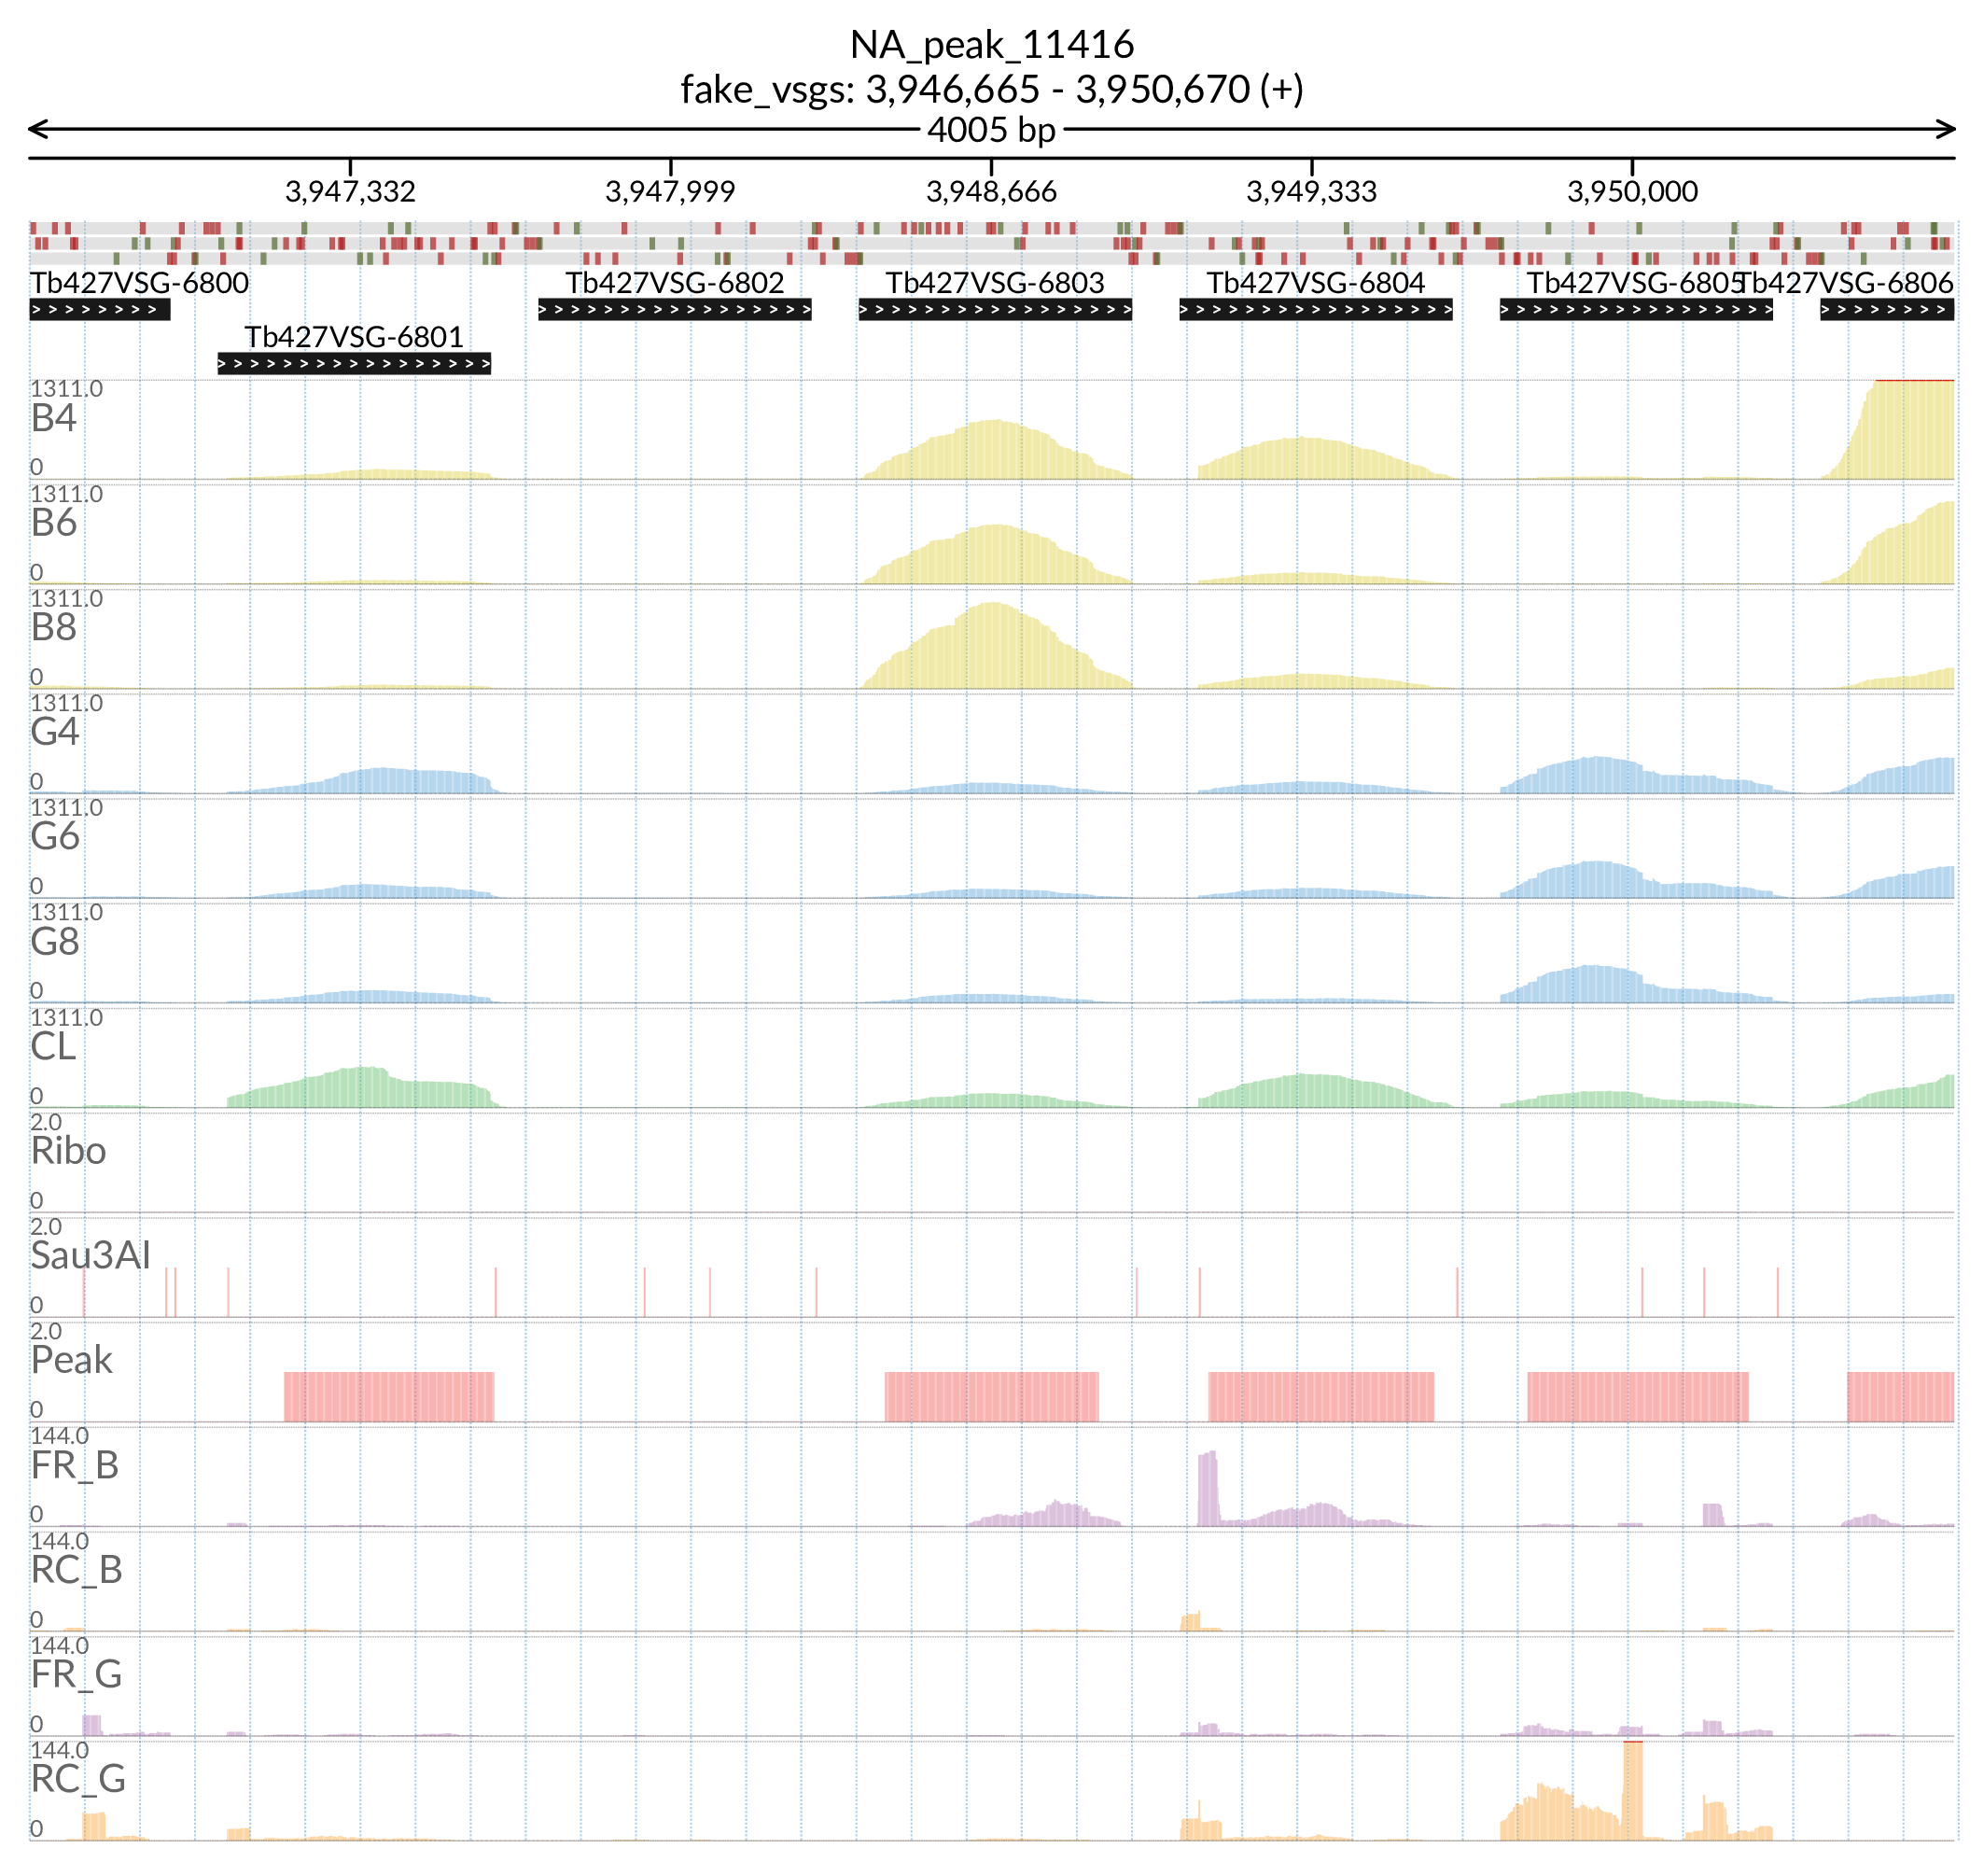 NA_peak_11416
fake_vsgs: 3,946,665 - 3,950,670 (+)
4005 bp
3,947,332 3,947,999 3,948,666 3,949,333 3,950,000
Tb427VSG-6800 Tb427VSG-6802 Tb427VSG-6803 Tb427VSG-6804 Tb427VSG-6805 Tb427VSG-6806
Tb427VSG-6801
1311.0
B4
0
1311.0
B6
0
1311.0
B8
0
1311.0
G4
0
1311.0
G6
0
1311.0
G8
0
1311.0
CL
0
2.0
Ribo
0
2.0
Sau3AI
0
2.0
Peak
0
144.0
FR_B
0
144.0
RC_B
0
144.0
FR_G
0
144.0
RC_G
0